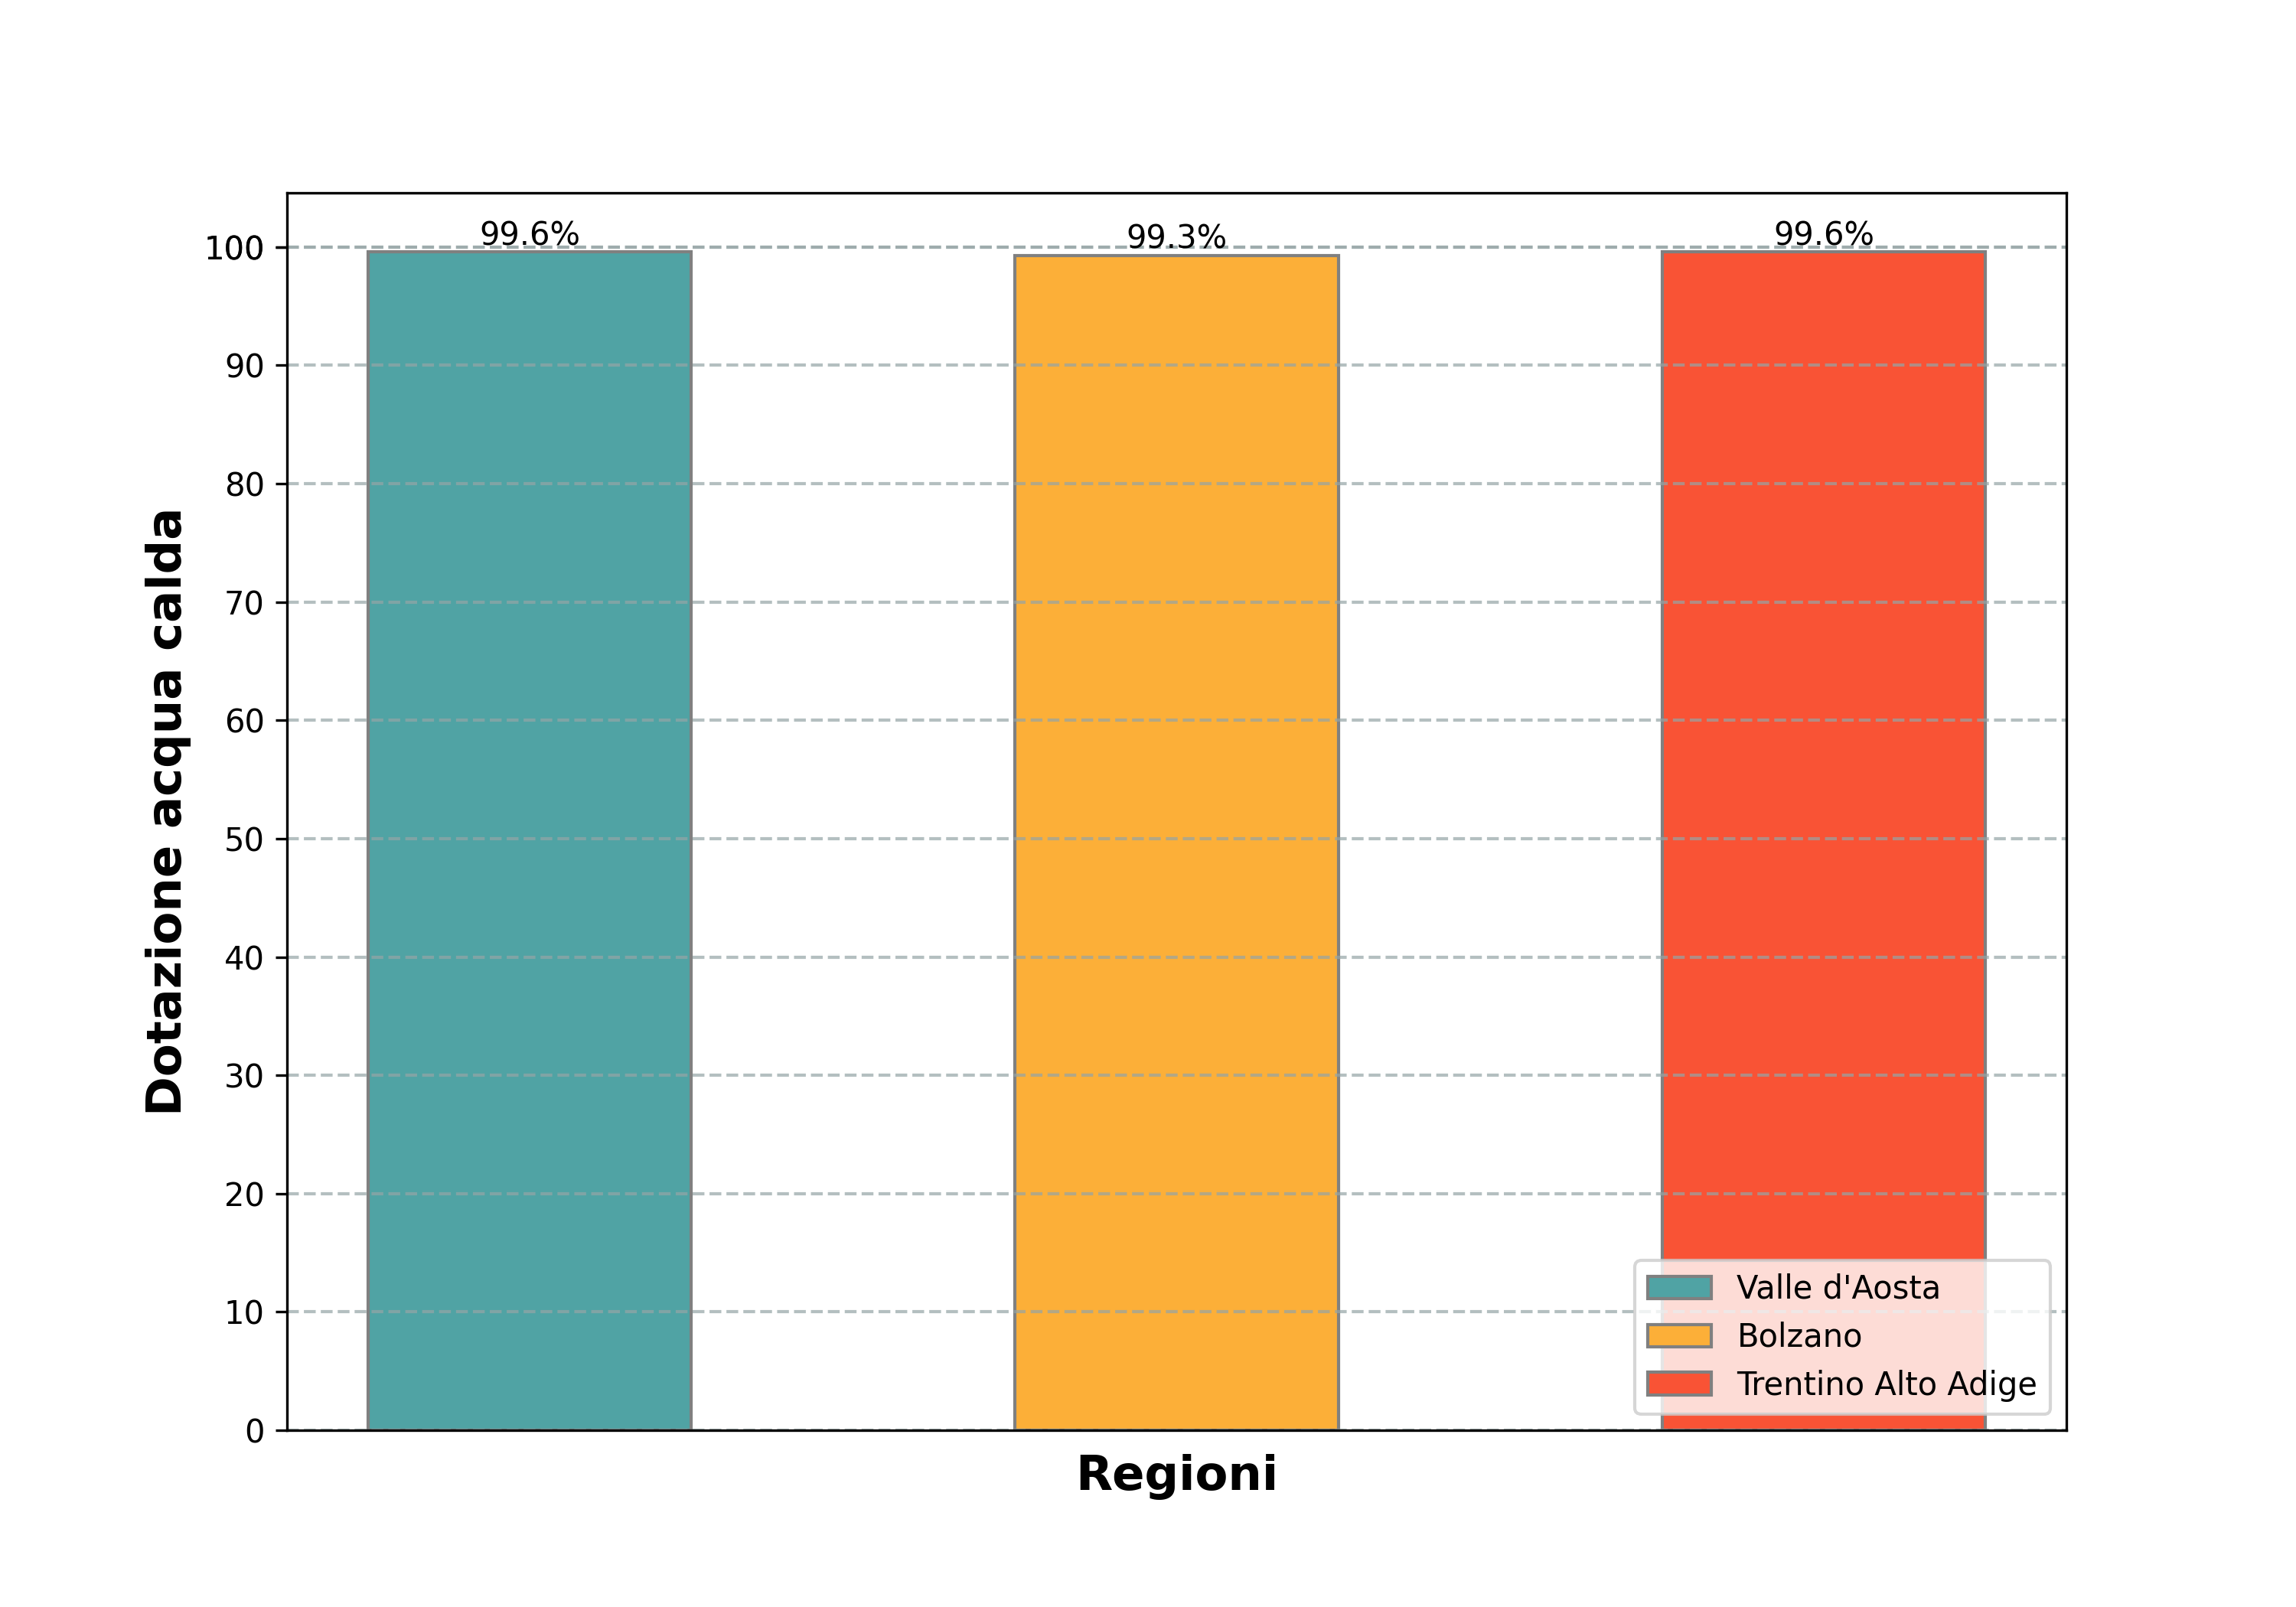 99.6%
99.3%
99.6%
100
90
80
70
60
50
40
30
20
10
0
Dotazione acqua calda
Valle d'Aosta
Bolzano
Trentino Alto Adige
Regioni